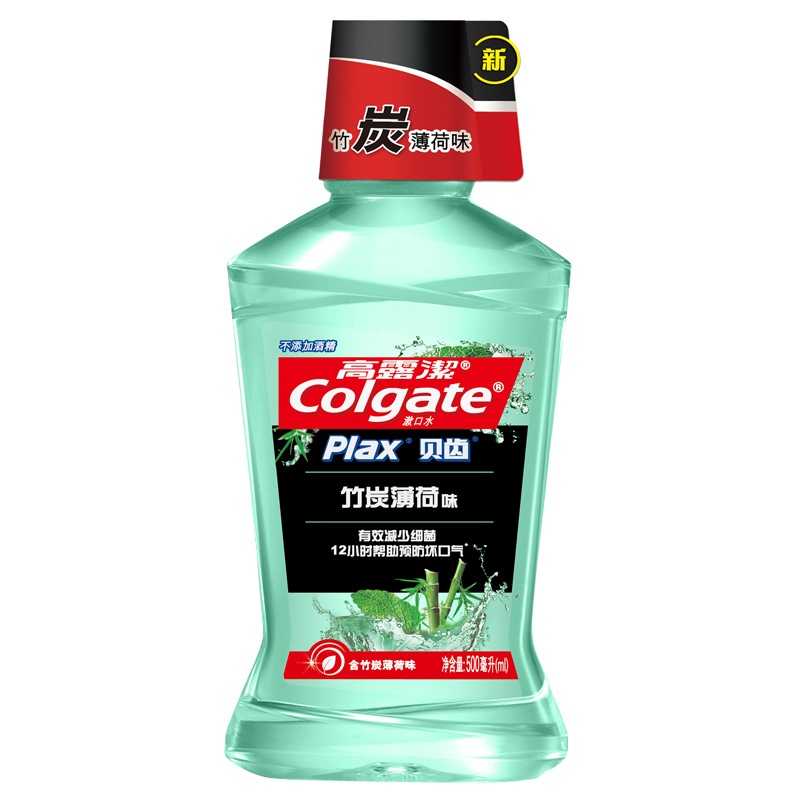 新
竹炭薄荷味
不添加酒精
高露潔®
Colgate®
漱口水
Plax® 贝齿®
竹炭薄荷味
有效减少细菌
12小时帮助预防坏口气*
含竹炭薄荷味
净含量:500毫升(ml)